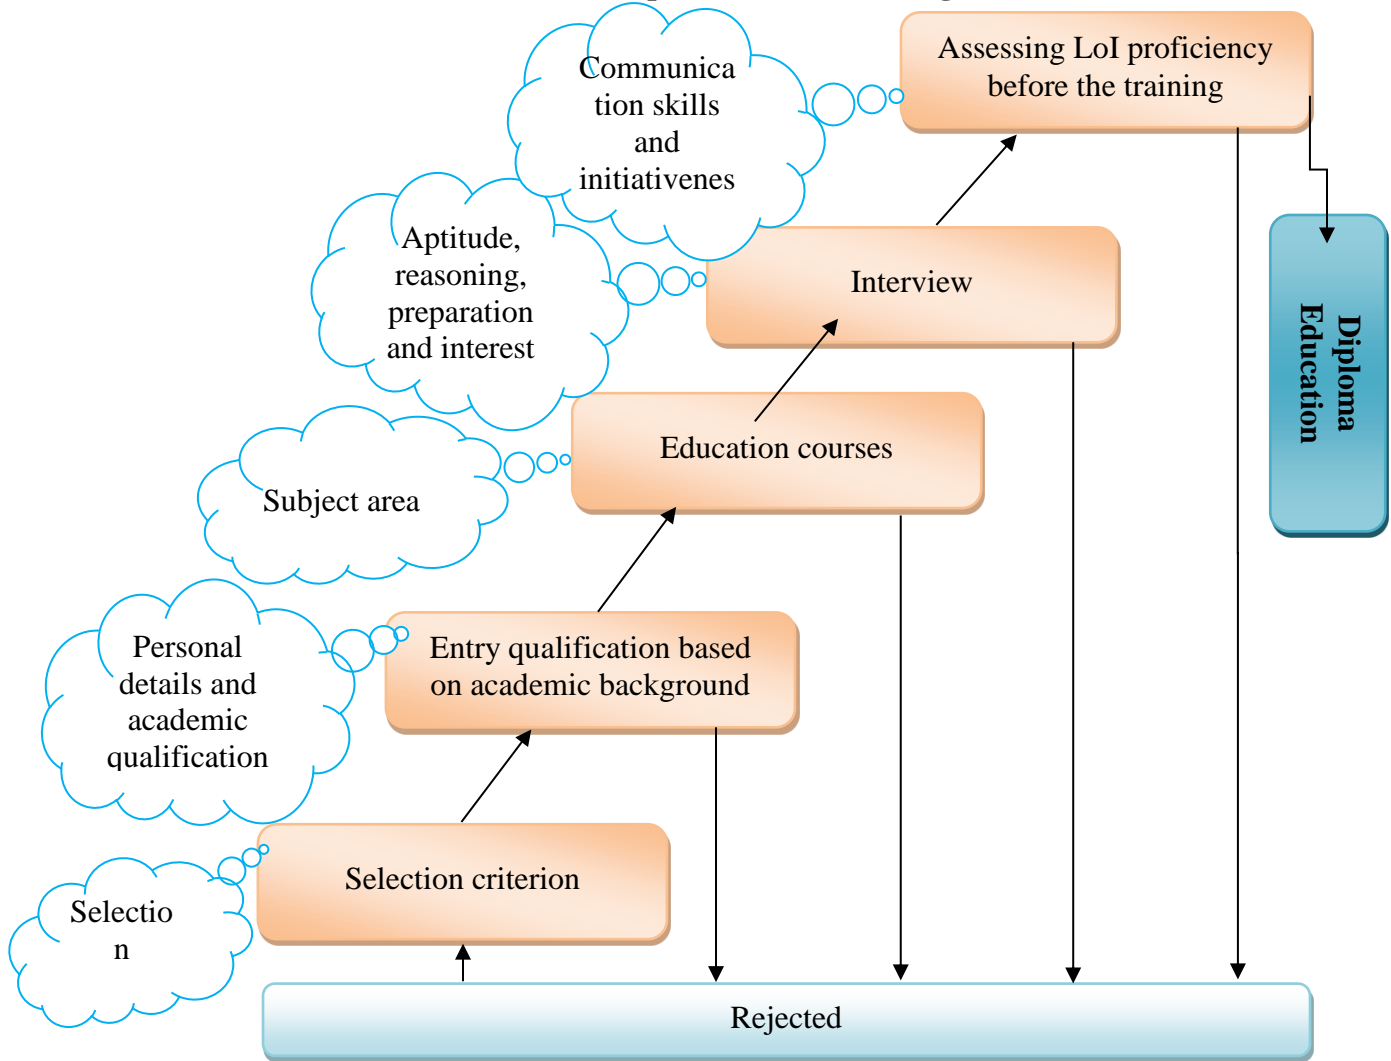 Communica
tion skills
and
initiativenes
Assessing LoI proficiency
before the training
Aptitude,
reasoning,
preparation
and interest
Interview
Diploma
Education
Subject area
Education courses
Personal
details and
academic
qualification
Entry qualification based
on academic background
Selectio
n
Selection criterion
Rejected